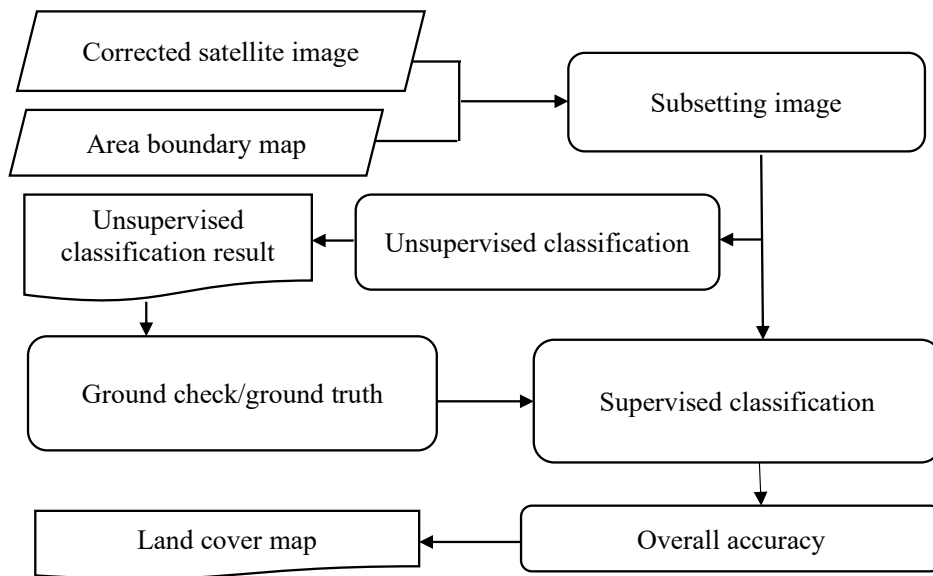 Corrected satellite image
Subsetting image
Area boundary map
Unsupervised
classification result
Unsupervised classification
Ground check/ground truth
Supervised classification
Land cover map
Overall accuracy